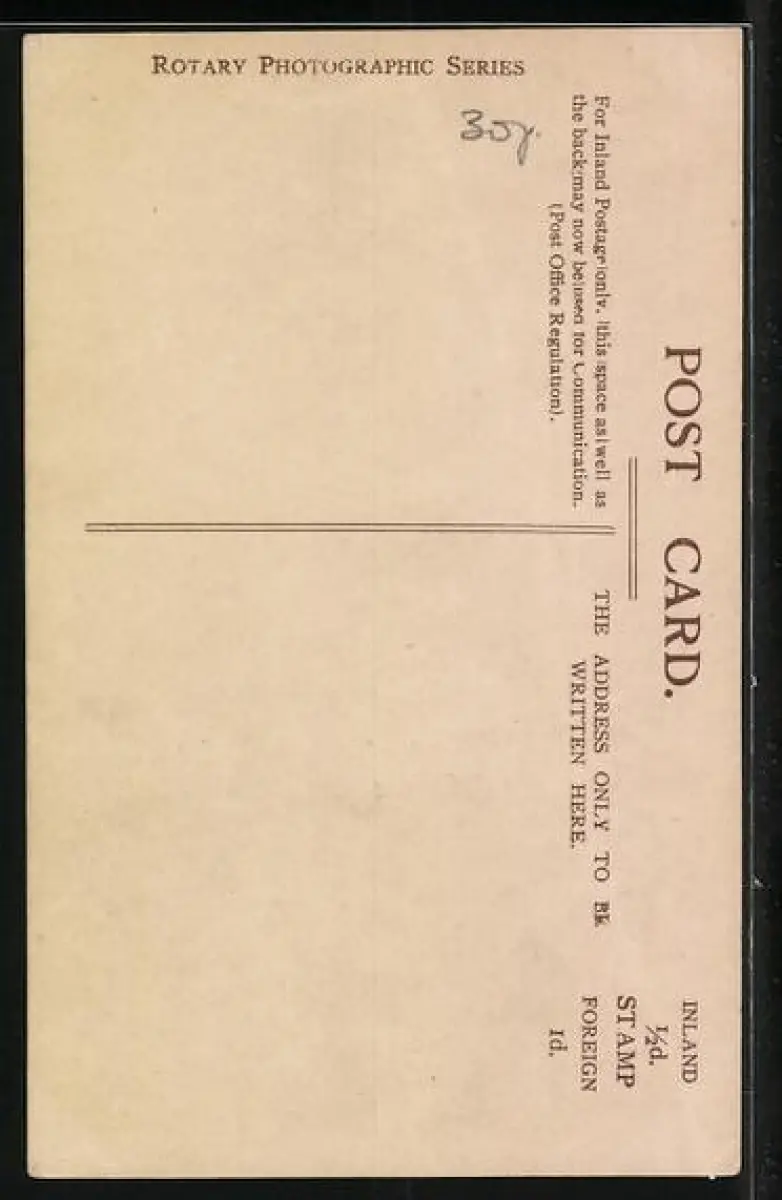 ROTARY PHOTOGRAPHIC SERIES
POST CARD.
For Inland Postage only, this space as well as
the back may now be used for Communication.
(Post Office Regulation).
THE ADDRESS ONLY TO BE
WRITTEN HERE.
INLAND
½d.
STAMP
FOREIGN
1d.